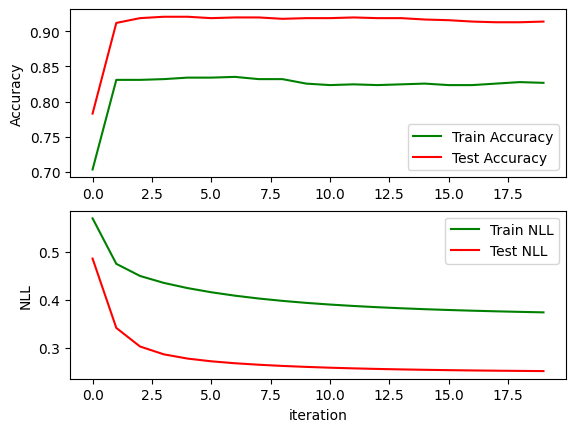 Accuracy
0.90
0.85
0.80
0.75
0.70
Train Accuracy
Test Accuracy
0.0 2.5 5.0 7.5 10.0 12.5 15.0 17.5
NLL
0.5
0.4
0.3
Train NLL
Test NLL
0.0 2.5 5.0 7.5 10.0 12.5 15.0 17.5
iteration